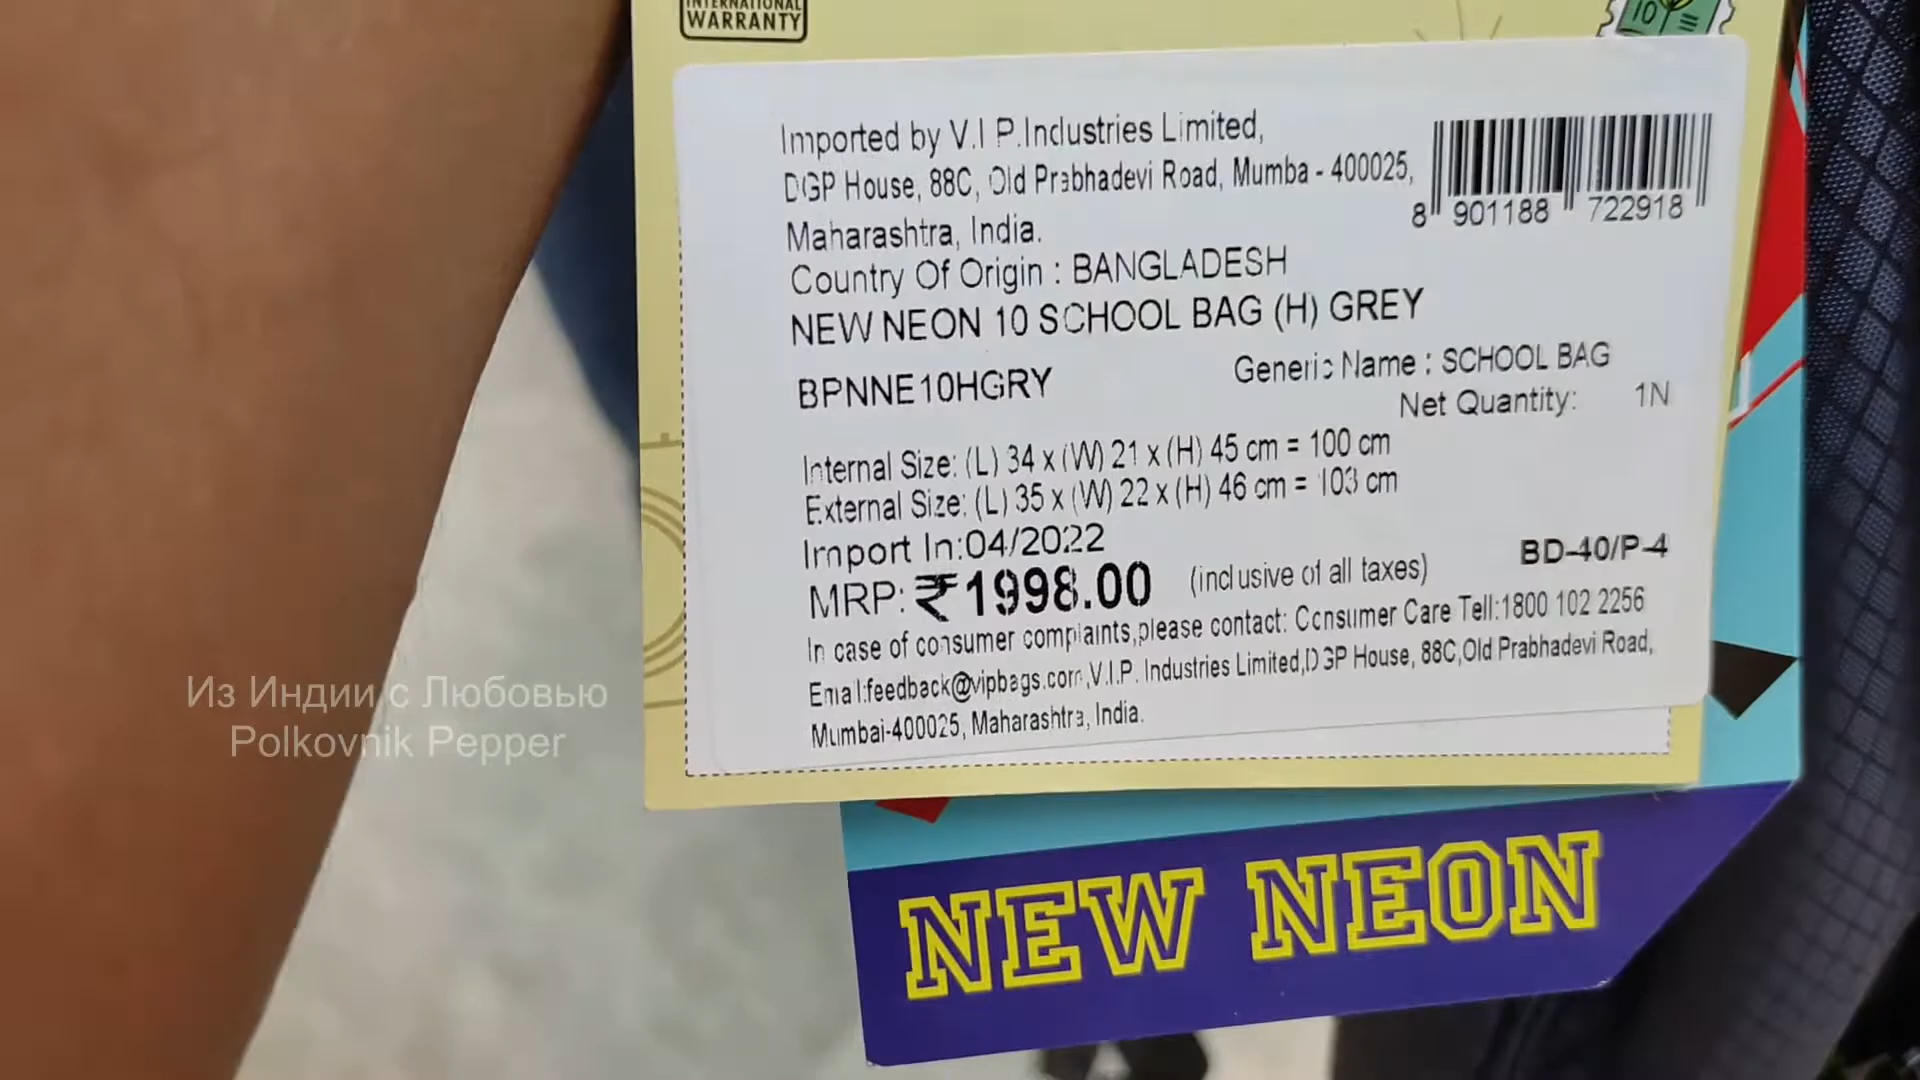 INTERNATIONAL
WARRANTY
10
Imported by V.I P.Industries Limited,
DGP House, 88C, Old Prabhadevi Road, Mumba - 400025,
Maharashtra, India.
8 901188 722918
Country Of Origin : BANGLADESH
NEW NEON 10 SCHOOL BAG (H) GREY
BPNNE10HGRY
Generic Name : SCHOOL BAG
Net Quantity: 1N
Internal Size: (L) 34 x (W) 21 x (H) 45 cm = 100 cm
External Size: (L) 35 x (W) 22 x (H) 46 cm = 103 cm
Import In:04/2022
BD-40/P-4
MRP: ₹1998.00 (inclusive of all taxes)
In case of consumer complaints,please contact: Consumer Care Tell:1800 102 2256
Email:feedback@vipbags.com,V.I.P. Industries Limited,DGP House, 88C,Old Prabhadevi Road,
Mumbai-400025, Maharashtra, India.
Из Индии с Любовью
Polkovnik Pepper
NEW NEON